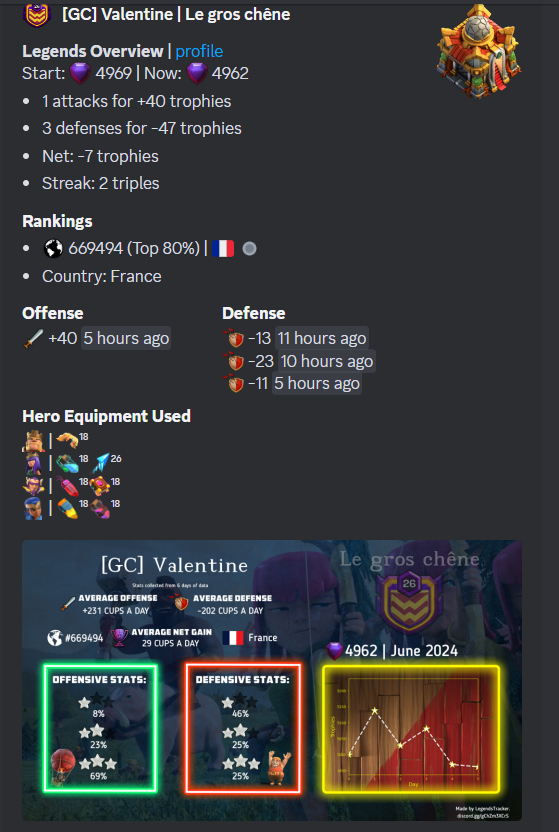 [GC] Valentine | Le gros chêne
Legends Overview | profile
Start: 4969 | Now: 4962
1 attacks for +40 trophies
3 defenses for -47 trophies
Net: -7 trophies
Streak: 2 triples
Rankings
669494 (Top 80%) |
Country: France
Offense
+40 5 hours ago
Defense
-13 11 hours ago
-23 10 hours ago
-11 5 hours ago
Hero Equipment Used
| 18
| 18 26
| 18 18
| 18 18
[GC] Valentine
Stats collected from 6 days of data
AVERAGE OFFENSE
+231 CUPS A DAY
AVERAGE DEFENSE
-202 CUPS A DAY
#669494
AVERAGE NET GAIN
29 CUPS A DAY
France
Le gros chêne
26
4962 | June 2024
OFFENSIVE STATS:
8%
23%
69%
DEFENSIVE STATS:
46%
25%
25%
Trophies
Day
Made by LegendsTracker.